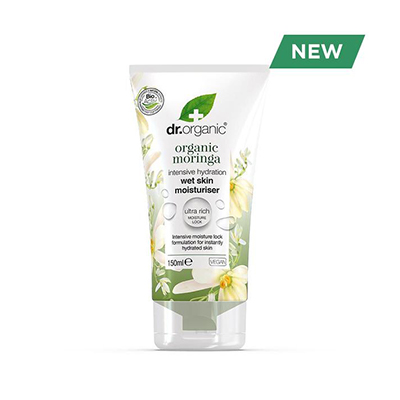 NEW
Bio
dr.organic®
organic
moringa
intensive hydration
wet skin
moisturiser
ultra rich
MOISTURE
LOCK
Intensive moisture lock
formulation for instantly
hydrated skin
150ml ℮
VEGAN